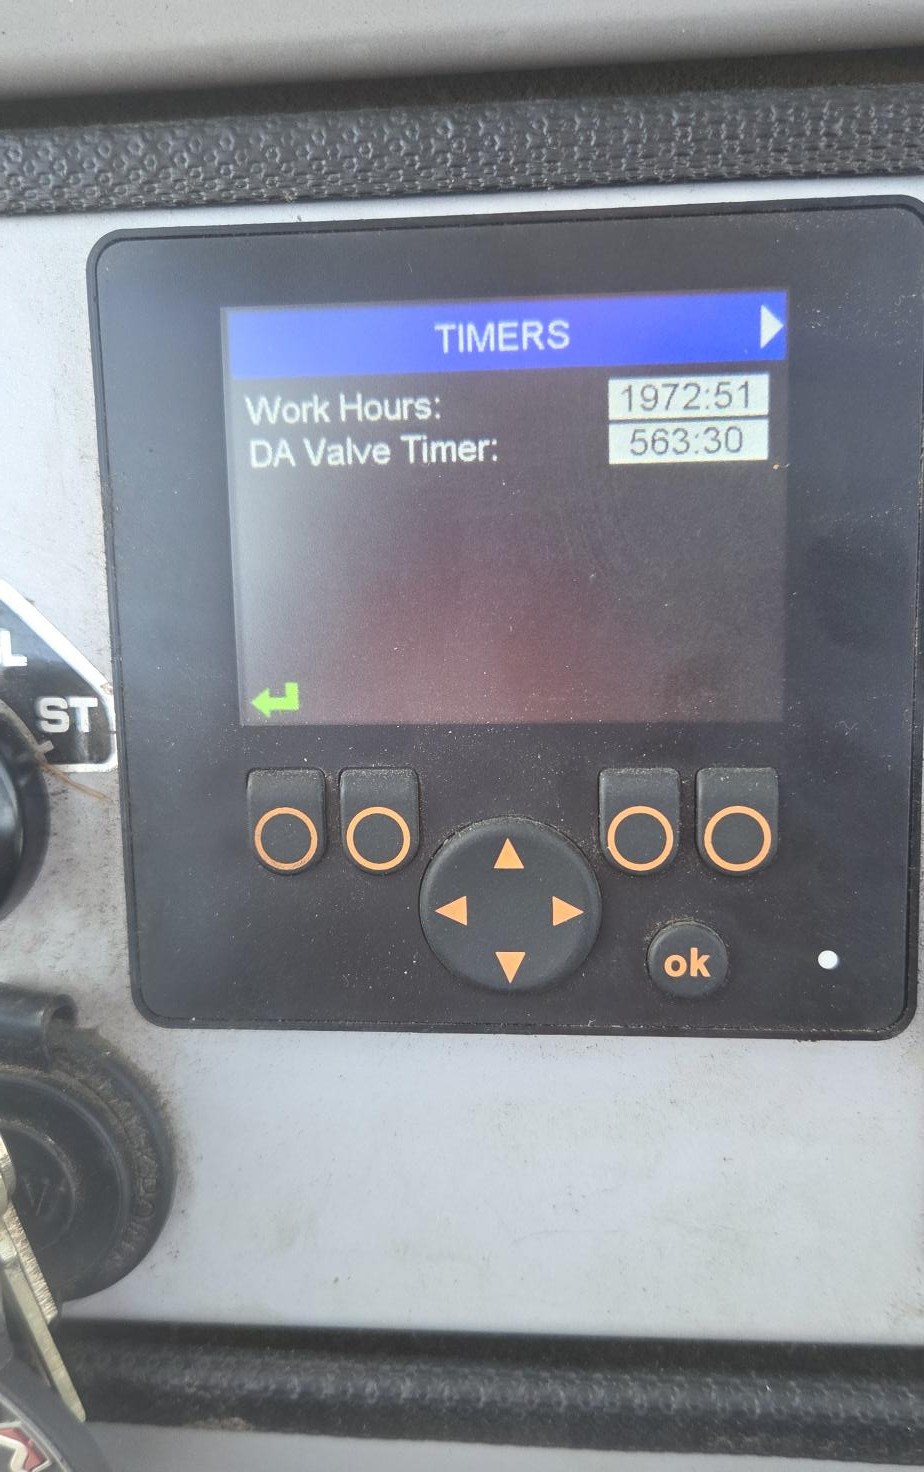 TIMERS
Work Hours: 1972:51
DA Valve Timer: 563:30
ST
ok